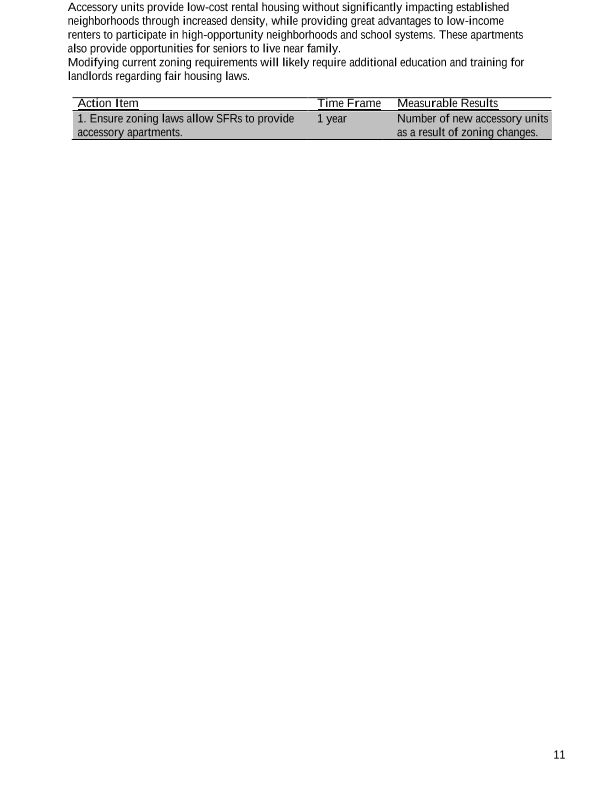 Accessory units provide low-cost rental housing without significantly impacting established
neighborhoods through increased density, while providing great advantages to low-income
renters to participate in high-opportunity neighborhoods and school systems. These apartments
also provide opportunities for seniors to live near family.
Modifying current zoning requirements will likely require additional education and training for
landlords regarding fair housing laws.
Action Item Time Frame Measurable Results
1. Ensure zoning laws allow SFRs to provide 1 year Number of new accessory units
accessory apartments. as a result of zoning changes.
11